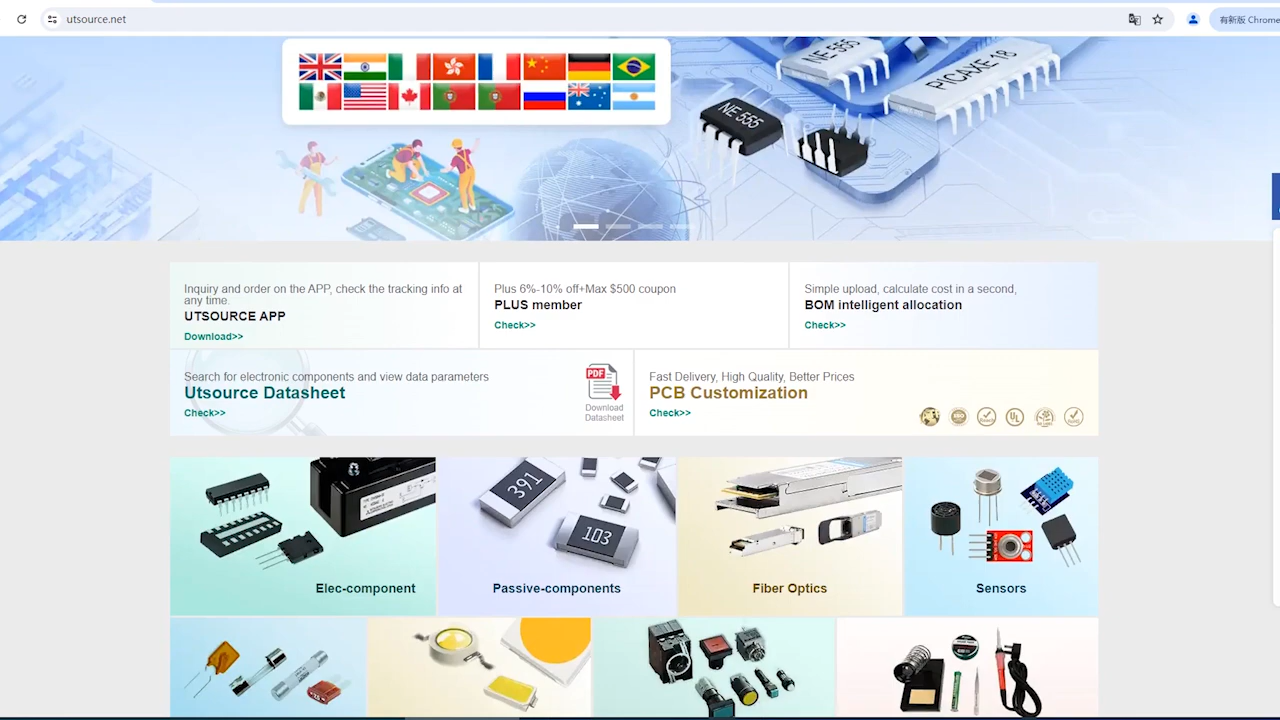 utsource.net
有新版 Chrome
NE 555
PICAXE-18
NE 555
Inquiry and order on the APP, check the tracking info at
any time.
UTSOURCE APP
Download>>
Plus 6%-10% off+Max $500 coupon
PLUS member
Check>>
Simple upload, calculate cost in a second,
BOM intelligent allocation
Check>>
Search for electronic components and view data parameters
Utsource Datasheet
Check>>
PDF
Download
Datasheet
Fast Delivery, High Quality, Better Prices
PCB Customization
Check>>
UL
391
103
Elec-component
Passive-components
Fiber Optics
Sensors